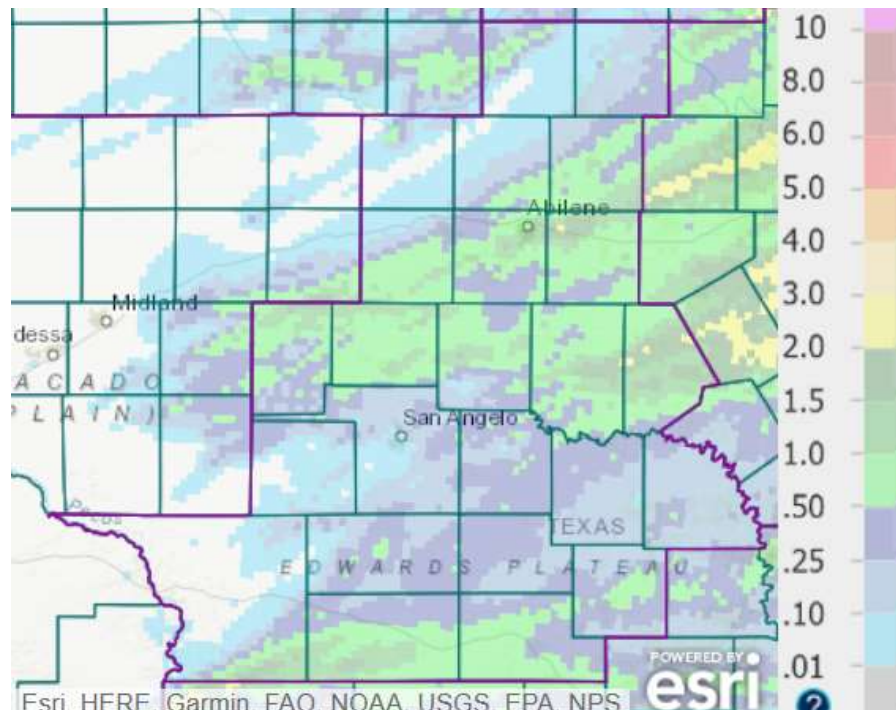 10
8.0
6.0
5.0
4.0
3.0
2.0
1.5
1.0
.50
.25
.10
.01
Abilene
Midland
dessa
A C A D O
P L A I N )
San Angelo
Pecos
TEXAS
E D W A R D S P L A T E A U
POWERED BY
esri
Esri, HERE, Garmin, FAO, NOAA, USGS, EPA, NPS
?